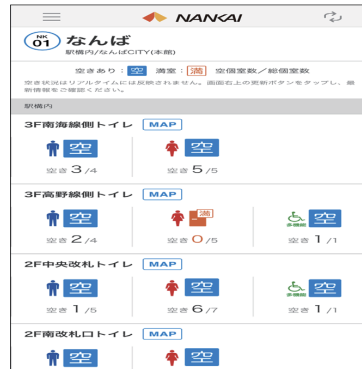 NANKAI
NK 01 なんば
駅構内/なんばCITY(本館)
空きあり : 空 満室 : 満 空個室数/総個室数
空き状況はリアルタイムには反映されません。画面右上の更新ボタンをタップし、最
新情報をご確認ください。
駅構内
3F南海線側トイレ MAP
空 空
空き 3 /4 空き 5 /5
3F高野線側トイレ MAP
空 満 多機能 空
空き 2 /4 空き 0 /5 空き 1 /1
2F中央改札トイレ MAP
空 空 多機能 空
空き 1 /5 空き 6 /7 空き 1 /1
2F南改札口トイレ MAP
空 空